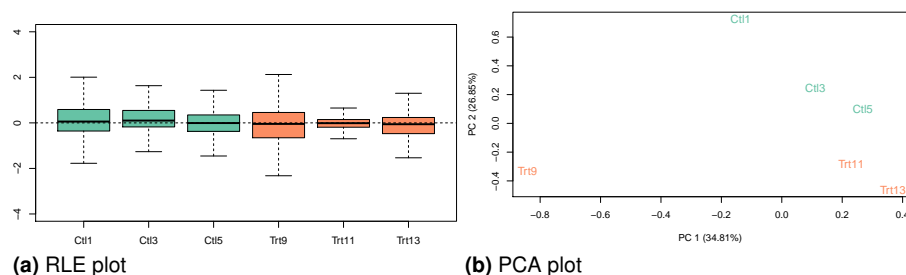 4
2
0
−2
−4
Ctl1 Ctl3 Ctl5 Trt9 Trt11 Trt13
(a) RLE plot
PC 2 (26.85%)
0.6
0.4
0.2
0.0
−0.2
−0.4
Ctl1
Ctl3
Ctl5
Trt11
Trt9
Trt13
−0.8 −0.6 −0.4 −0.2 0.0 0.2 0.4
PC 1 (34.81%)
(b) PCA plot